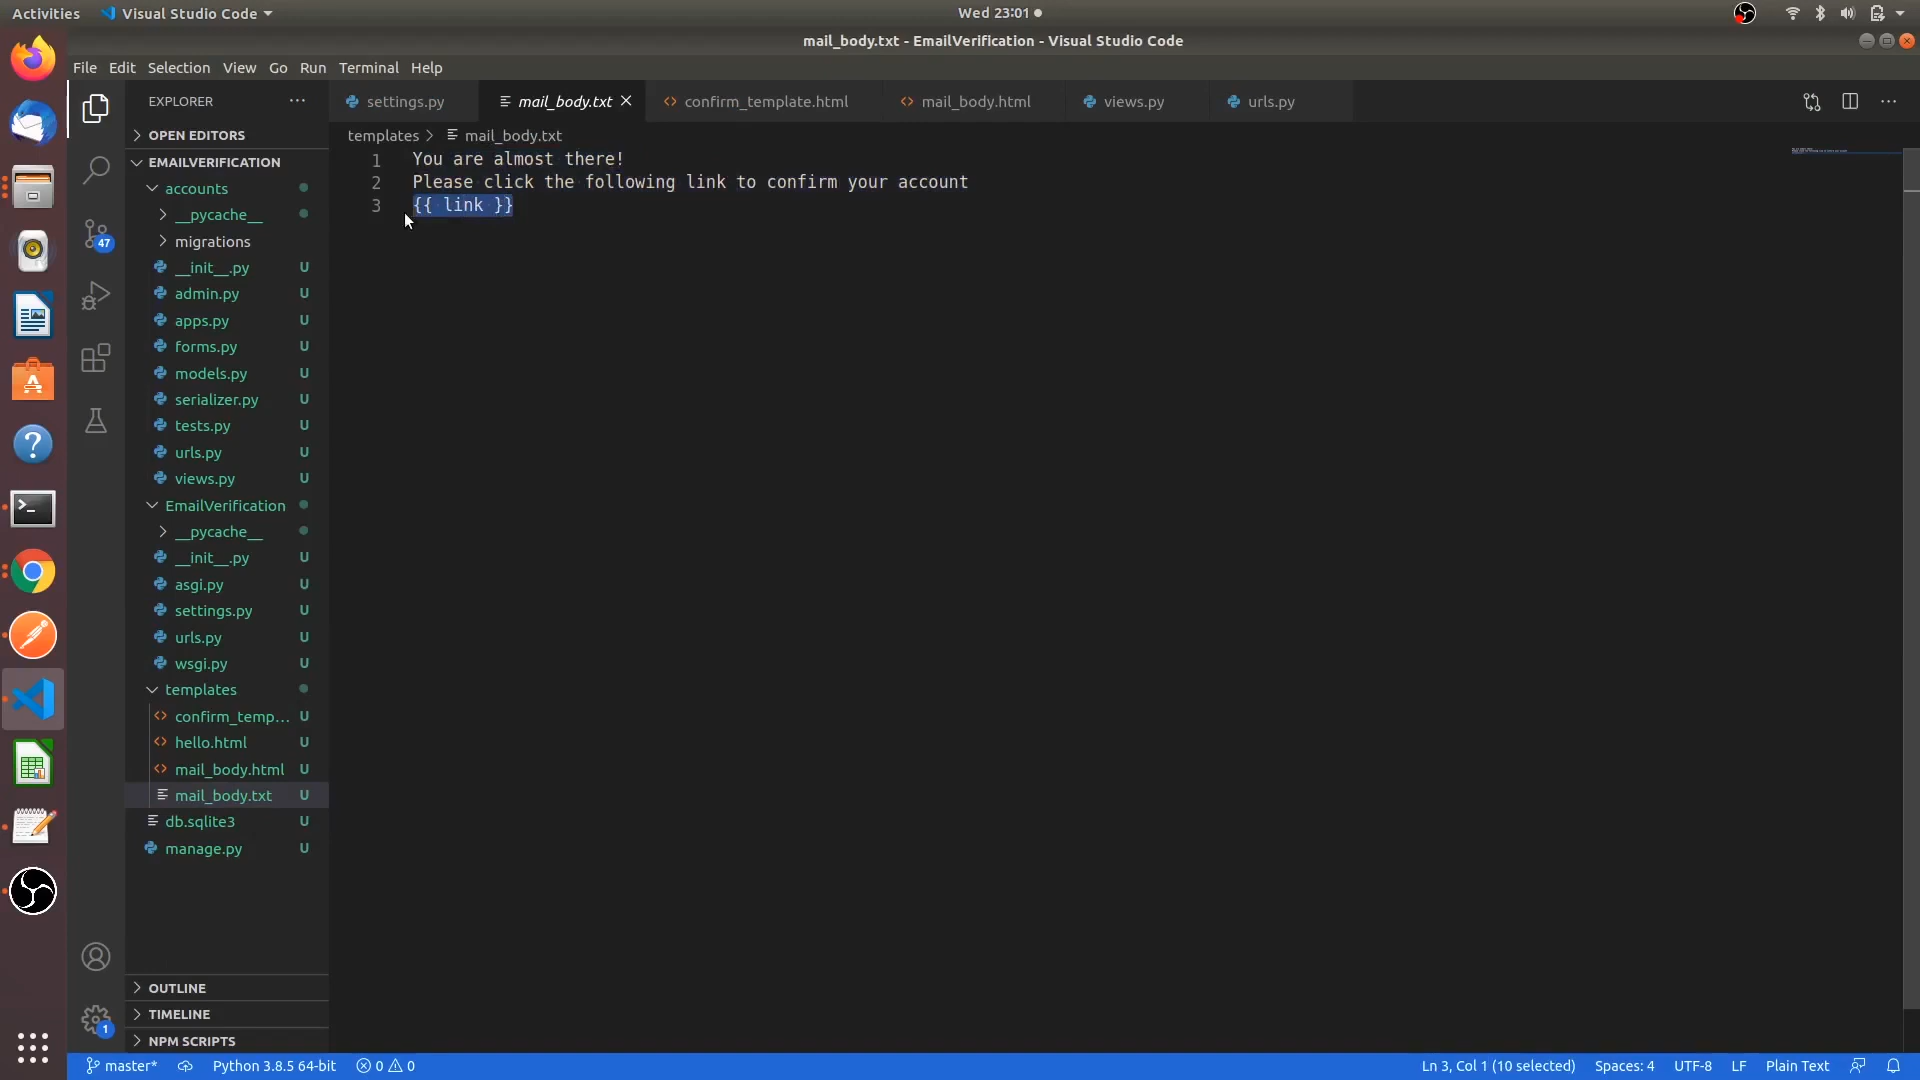 Activities Visual Studio Code Wed 23:01
mail_body.txt - EmailVerification - Visual Studio Code
File Edit Selection View Go Run Terminal Help
EXPLORER
settings.py mail_body.txt confirm_template.html mail_body.html views.py urls.py
templates > mail_body.txt
OPEN EDITORS
EMAILVERIFICATION
accounts
__pycache__
migrations
__init__.py U
admin.py U
apps.py U
forms.py U
models.py U
serializer.py U
tests.py U
urls.py U
views.py U
EmailVerification
__pycache__
__init__.py U
asgi.py U
settings.py U
urls.py U
wsgi.py U
templates
confirm_temp... U
hello.html U
mail_body.html U
mail_body.txt U
db.sqlite3 U
manage.py U
OUTLINE
TIMELINE
NPM SCRIPTS
47
1
1 You are almost there!
2 Please click the following link to confirm your account
3 {{ link }}
master* Python 3.8.5 64-bit 0 0 Ln 3, Col 1 (10 selected) Spaces: 4 UTF-8 LF Plain Text